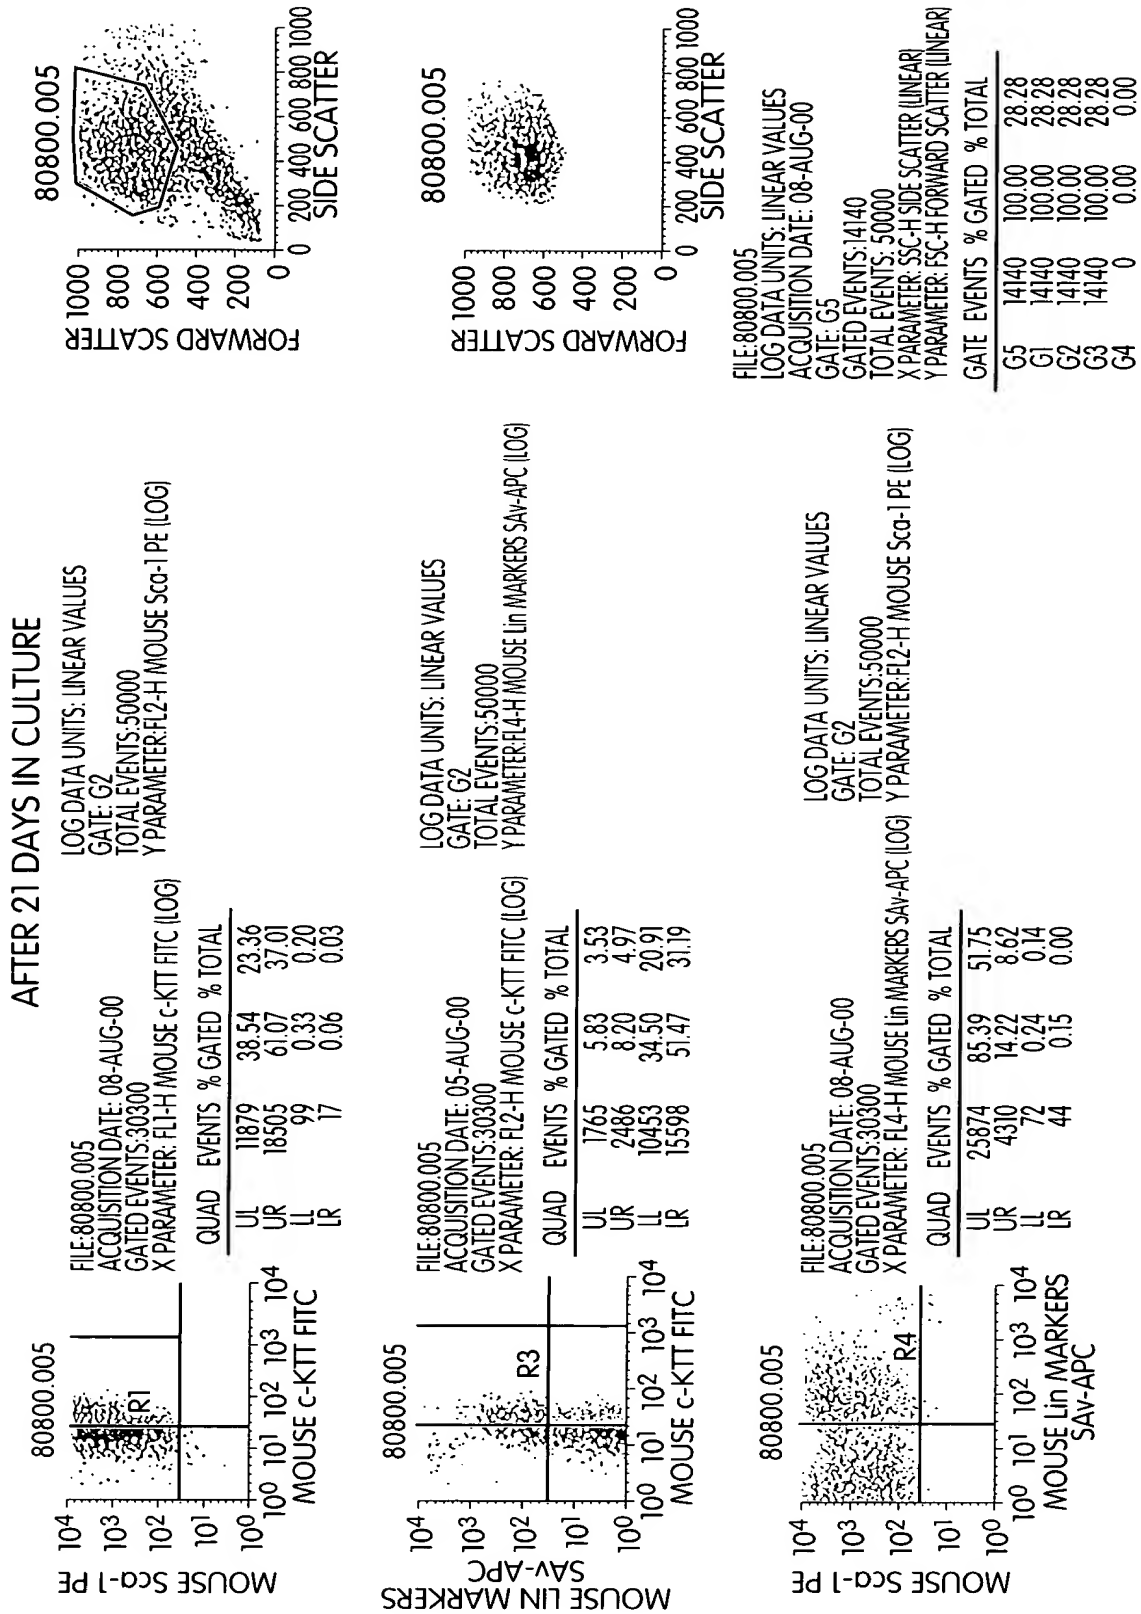 AFTER 21 DAYS IN CULTURE
80800.005
MOUSE Sca-1 PE
10⁴
10³
10²
10¹
10⁰
R1
10⁰ 10¹ 10² 10³ 10⁴
MOUSE c-KTT FITC
FILE:80800.005
LOG DATA UNITS: LINEAR VALUES
ACQUISITION DATE: 08-AUG-00
GATE: G2
GATED EVENTS:30300
TOTAL EVENTS:50000
X PARAMETER: FL1-H MOUSE c-KTT FITC (LOG)
Y PARAMETER:FL2-H MOUSE Sca-1 PE (LOG)
QUAD EVENTS % GATED % TOTAL
UL 11879 38.54 23.36
UR 18505 61.07 37.01
LL 99 0.33 0.20
LR 17 0.06 0.03
80800.005
FORWARD SCATTER
1000
800
600
400
200
0
0 200 400 600 800 1000
SIDE SCATTER
80800.005
MOUSE LIN MARKERS
SAv-APC
10⁴
10³
10²
10¹
10⁰
R3
10⁰ 10¹ 10² 10³ 10⁴
MOUSE c-KTT FITC
FILE:80800.005
LOG DATA UNITS: LINEAR VALUES
ACQUISITION DATE: 05-AUG-00
GATE: G2
GATED EVENTS:30300
TOTAL EVENTS:50000
X PARAMETER: FL2-H MOUSE c-KTT FITC (LOG)
Y PARAMETER:FL4-H MOUSE Lin MARKERS SAv-APC (LOG)
QUAD EVENTS % GATED % TOTAL
UL 1765 5.83 3.53
UR 2486 8.20 4.97
LL 10453 34.50 20.91
LR 15598 51.47 31.19
80800.005
FORWARD SCATTER
1000
800
600
400
200
0
0 200 400 600 800 1000
SIDE SCATTER
80800.005
MOUSE Sca-1 PE
10⁴
10³
10²
10¹
10⁰
R4
10⁰ 10¹ 10² 10³ 10⁴
MOUSE Lin MARKERS
SAv-APC
FILE:80800.005
LOG DATA UNITS: LINEAR VALUES
ACQUISITION DATE: 08-AUG-00
GATE: G2
GATED EVENTS:30300
TOTAL EVENTS:50000
X PARAMETER: FL4-H MOUSE Lin MARKERS SAv-APC (LOG)
Y PARAMETER:FL2-H MOUSE Sca-1 PE (LOG)
QUAD EVENTS % GATED % TOTAL
UL 25874 85.39 51.75
UR 4310 14.22 8.62
LL 72 0.24 0.14
LR 44 0.15 0.00
FILE:80800.005
LOG DATA UNITS: LINEAR VALUES
ACQUISITION DATE: 08-AUG-00
GATE: G5
GATED EVENTS:14140
TOTAL EVENTS: 50000
X PARAMETER: SSC-H SIDE SCATTER (LINEAR)
Y PARAMETER: FSC-H FORWARD SCATTER (LINEAR)
GATE EVENTS % GATED % TOTAL
G5 14140 100.00 28.28
G1 14140 100.00 28.28
G2 14140 100.00 28.28
G3 14140 100.00 28.28
G4 0 0.00 0.00